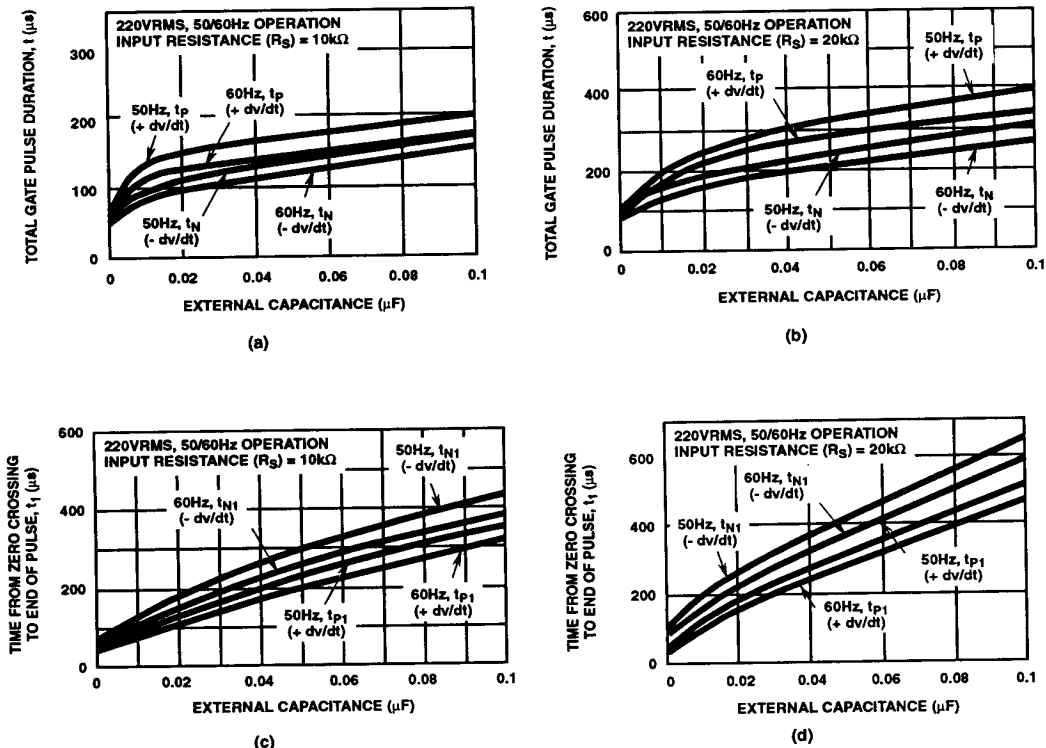 220VRMS, 50/60Hz OPERATION
INPUT RESISTANCE (RS) = 10kΩ
TOTAL GATE PULSE DURATION, t (µs)
300
200
100
0
50Hz, tP
(+ dv/dt)
60Hz, tP
(+ dv/dt)
50Hz, tN
(- dv/dt)
60Hz, tN
(- dv/dt)
0 0.02 0.04 0.06 0.08 0.1
EXTERNAL CAPACITANCE (µF)
(a)
220VRMS, 50/60Hz OPERATION
INPUT RESISTANCE (RS) = 20kΩ
TOTAL GATE PULSE DURATION, t (µs)
600
400
200
0
50Hz, tP
(+ dv/dt)
60Hz, tP
(+ dv/dt)
50Hz, tN
(- dv/dt)
60Hz, tN
(- dv/dt)
0 0.02 0.04 0.06 0.08 0.1
EXTERNAL CAPACITANCE (µF)
(b)
220VRMS, 50/60Hz OPERATION
INPUT RESISTANCE (RS) = 10kΩ
TIME FROM ZERO CROSSING
TO END OF PULSE, t1 (µs)
600
400
200
0
50Hz, tN1
(- dv/dt)
60Hz, tN1
(- dv/dt)
50Hz, tP1
(+ dv/dt)
60Hz, tP1
(+ dv/dt)
0 0.02 0.04 0.06 0.08 0.1
EXTERNAL CAPACITANCE (µF)
(c)
220VRMS, 50/60Hz OPERATION
INPUT RESISTANCE (RS) = 20kΩ
TIME FROM ZERO CROSSING
TO END OF PULSE, t1 (µs)
600
400
200
0
60Hz, tN1
(- dv/dt)
50Hz, tN1
(- dv/dt)
50Hz, tP1
(+ dv/dt)
60Hz, tP1
(+ dv/dt)
0 0.02 0.04 0.06 0.08 0.1
EXTERNAL CAPACITANCE (µF)
(d)